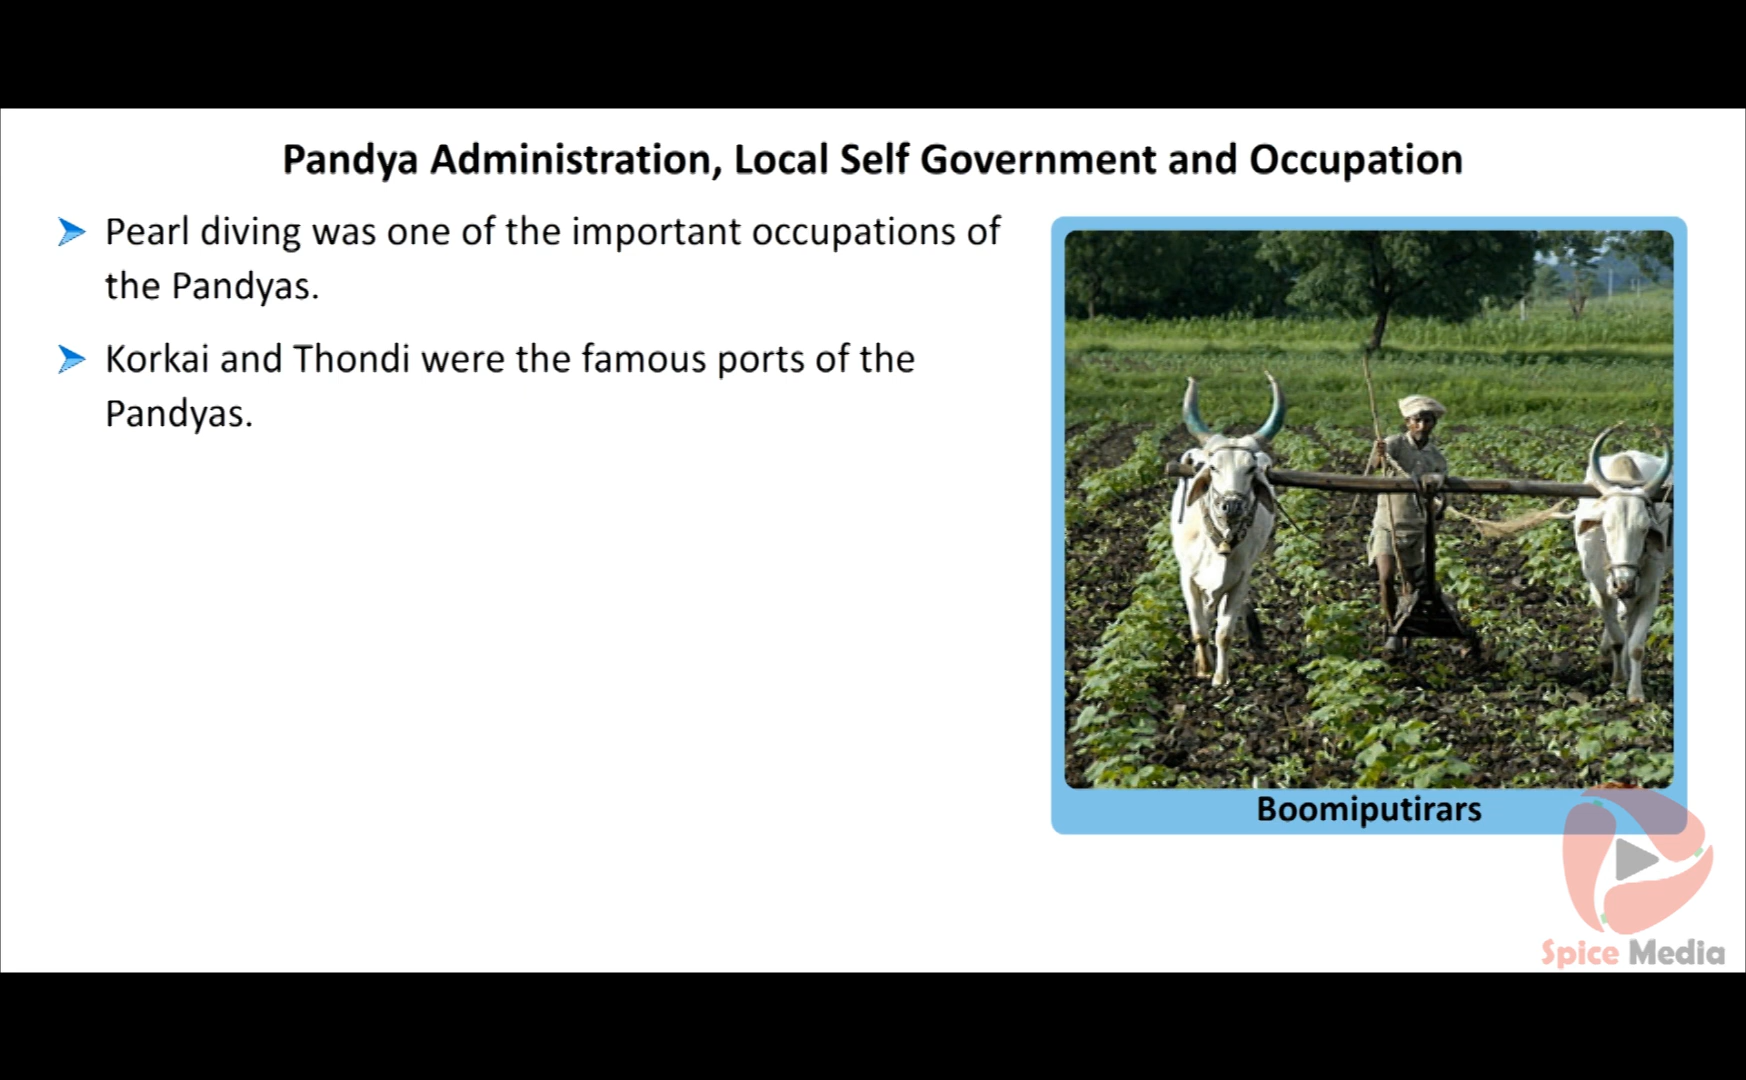 Pandya Administration, Local Self Government and Occupation
Pearl diving was one of the important occupations of
the Pandyas.
Korkai and Thondi were the famous ports of the
Pandyas.
Boomiputirars
Spice Media